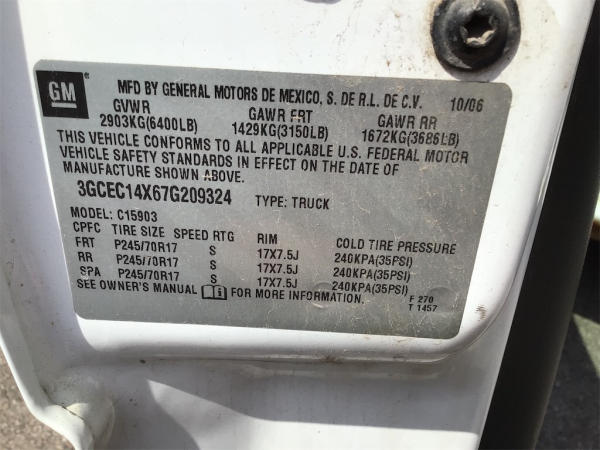 GM ®
MFD BY GENERAL MOTORS DE MEXICO, S. DE R.L. DE C.V. 10/06
GVWR GAWR FRT GAWR RR
2903KG(6400LB) 1429KG(3150LB) 1672KG(3686LB)
THIS VEHICLE CONFORMS TO ALL APPLICABLE U.S. FEDERAL MOTOR
VEHICLE SAFETY STANDARDS IN EFFECT ON THE DATE OF
MANUFACTURE SHOWN ABOVE.
3GCEC14X67G209324 TYPE: TRUCK
MODEL: C15903
CPFC TIRE SIZE SPEED RTG RIM COLD TIRE PRESSURE
FRT P245/70R17 S 17X7.5J 240KPA(35PSI)
RR P245/70R17 S 17X7.5J 240KPA(35PSI)
SPA P245/70R17 S 17X7.5J 240KPA(35PSI)
SEE OWNER'S MANUAL FOR MORE INFORMATION. F 270
T 1457